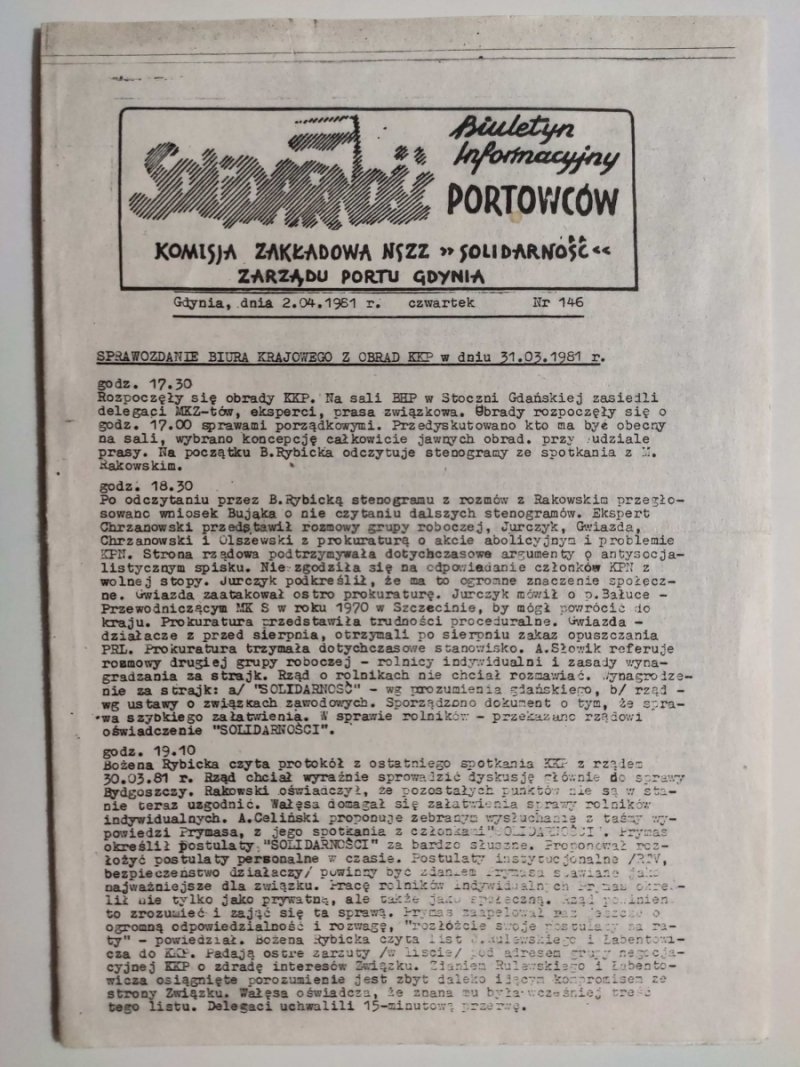 SOLIDARNOŚĆ
Biuletyn
Informacyjny
PORTOWCÓW
KOMISJA ZAKŁADOWA NSZZ »SOLIDARNOŚĆ«
ZARZĄDU PORTU GDYNIA
Gdynia, dnia 2.04.1981 r. czwartek Nr 146
SPRAWOZDANIE BIURA KRAJOWEGO Z OBRAD KKP w dniu 31.03.1981 r.
godz. 17.30
Rozpoczęły się obrady KKP. Na sali BHP w Stoczni Gdańskiej zasiedli
delegaci MKZ-tów, eksperci, prasa związkowa. Obrady rozpoczęły się o
godz. 17.00 sprawami porządkowymi. Przedyskutowano kto ma być obecny
na sali, wybrano koncepcję całkowicie jawnych obrad. przy udziale
prasy. Na początku B.Rybicka odczytuje stenogramy ze spotkania z M.
Rakowskim.
godz. 18.30
Po odczytaniu przez B.Rybicką stenogramu z rozmów z Rakowskim przegło-
sowano wniosek Bujaka o nie czytaniu dalszych stenogramów. Ekspert
Chrzanowski przedstawił rozmowy grupy roboczej, Jurczyk, Gwiazda,
Chrzanowski i Olszewski z prokuraturą o akcie abolicyjnym i problemie
KPN. Strona rządowa podtrzymywała dotychczasowe argumenty o antysocja-
listycznym spisku. Nie zgodziła się na odpowiadanie członków KPN z
wolnej stopy. Jurczyk podkreślił, że ma to ogromne znaczenie społecz-
ne. Gwiazda zaatakował ostro prokuraturę. Jurczyk mówił o p.Bałuce -
Przewodniczącym MK S w roku 1970 w Szczecinie, by mógł powrócić do
kraju. Prokuratura przedstawiła trudności proceduralne. Gwiazda -
działacze z przed sierpnia, otrzymali po sierpniu zakaz opuszczania
PRL. Prokuratura trzymała dotychczasowe stanowisko. A.Słowik referuje
rozmowy drugiej grupy roboczej - rolnicy indywidualni i zasady wyna-
gradzania za strajk. Rząd o rolnikach nie chciał rozmawiać. Wynagrodze-
nie za strajk: a/ "SOLIDARNOŚĆ" - wg prozumienia gdańskiego, b/ rząd -
wg ustawy o związkach zawodowych. Sporządzono dokument o tym, że spra-
wa szybkiego załatwienia. W sprawie rolników - przekazano rządowi
oświadczenie "SOLIDARNOŚCI".
godz. 19.10
Bożena Rybicka czyta protokół z ostatniego spotkania KKP z rządem
30.03.81 r. Rząd chciał wyraźnie sprowadzić dyskusję głównie do sprawy
Bydgoszczy. Rakowski oświadczył, że pozostałych punktów nie są w sta-
nie teraz uzgodnić. Wałęsa domagał się załatwienia sprawy rolników
indywidualnych. A.Celiński proponuje zebranym wysłuchanie z taśmy wy-
powiedzi Prymasa, z jego spotkania z członkami "SOLIDARNOŚCI". Prymas
określił postulaty "SOLIDARNOŚCI" za bardzo słuszne. Proponował roz-
łożyć postulaty personalne w czasie. Postulaty instytucjonalne /RTV,
bezpieczeństwo działaczy/ powinny być zdaniem Prymasa stawiane jako
najważniejsze dla związku. Pracę rolników indywidualnych Prymas okre-
lił nie tylko jako prywatną, ale także jako społeczną. Rząd powinien
to zrozumieć i zająć się ta sprawą. Prymas zaapelował raz jeszcze o
ogromną odpowiedzialność i rozwagę, "rozłóżcie swoje postulaty na ra-
ty" - powiedział. Bożena Rybicka czyta list Rulewskiego i Łabentowi-
cza do KKP. Padają ostre zarzuty /w liście/ pod adresem grupy negocja-
cyjnej KKP o zdradę interesów Związku. Zdaniem Rulewskiego i Łabento-
wicza osiągnięte porozumienie jest zbyt daleko idącym kompromisem ze
strony Związku. Wałęsa oświadcza, że znana mu była wcześniej treść
tego listu. Delegaci uchwalili 15-minutową przerwę.